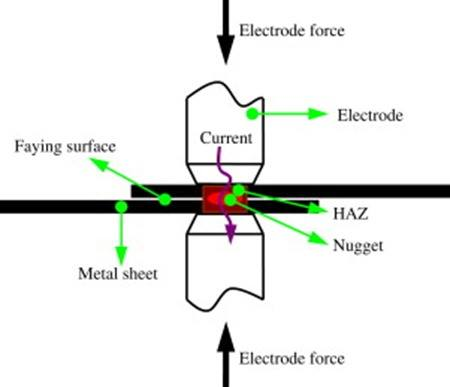 Electrode force
Electrode
Current
Faying surface
HAZ
Nugget
Metal sheet
Electrode force